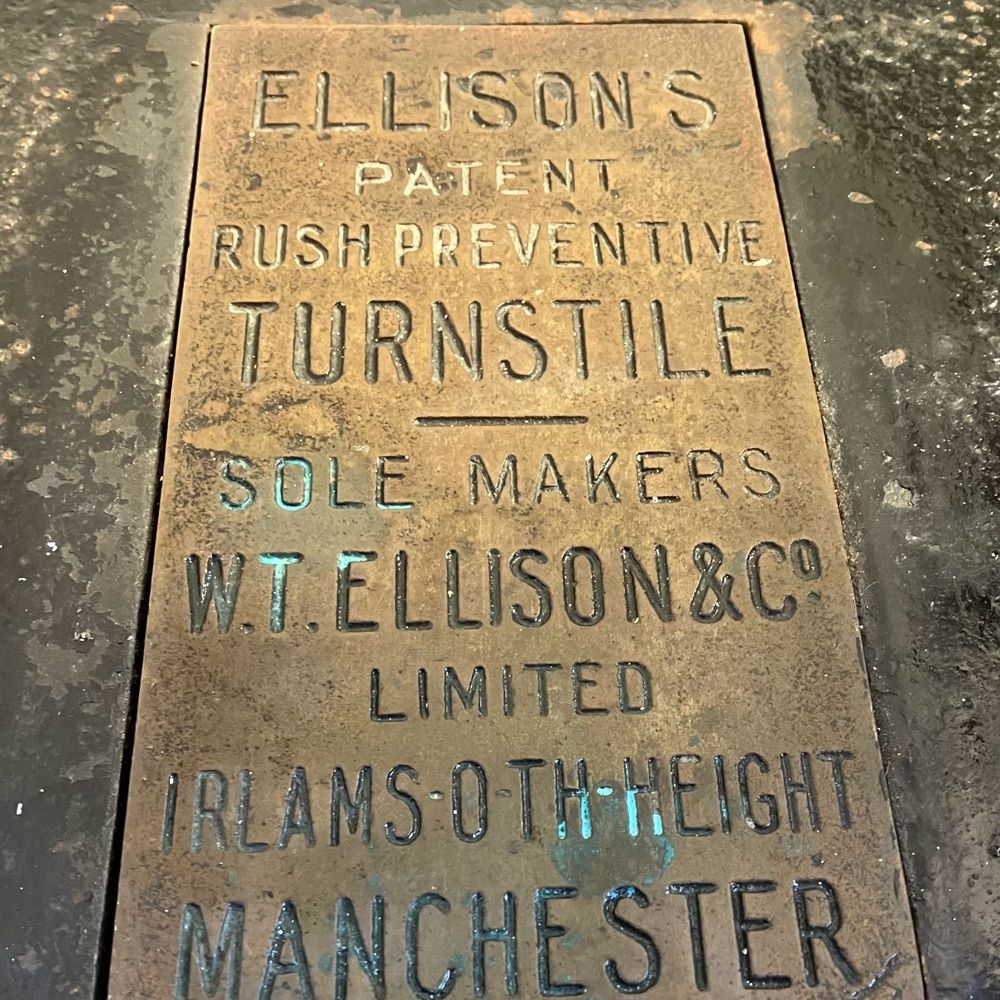 ELLISON'S
PATENT
RUSH PREVENTIVE
TURNSTILE
SOLE MAKERS
W.T. ELLISON & Cº.
LIMITED
IRLAMS-O-TH-HEIGHT
MANCHESTER